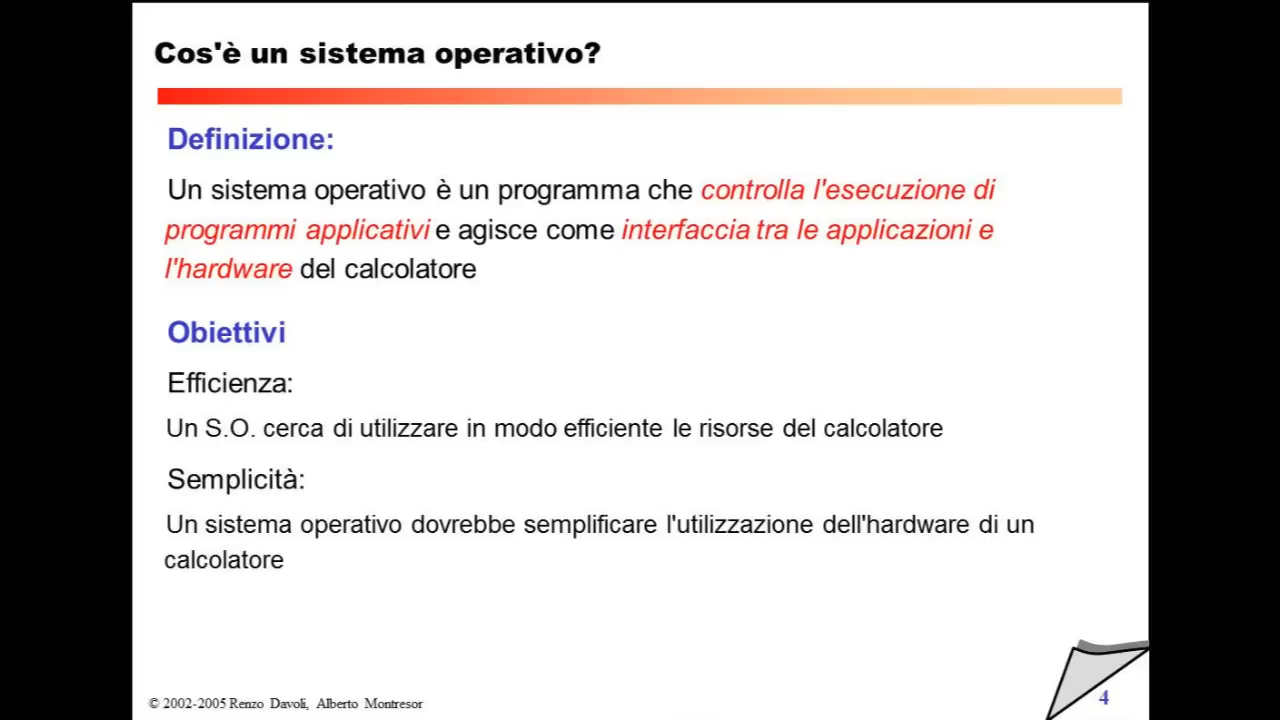 Cos'è un sistema operativo?
Definizione:
Un sistema operativo è un programma che controlla l'esecuzione di
programmi applicativi e agisce come interfaccia tra le applicazioni e
l'hardware del calcolatore
Obiettivi
Efficienza:
Un S.O. cerca di utilizzare in modo efficiente le risorse del calcolatore
Semplicità:
Un sistema operativo dovrebbe semplificare l'utilizzazione dell'hardware di un
calcolatore
© 2002-2005 Renzo Davoli, Alberto Montresor
4